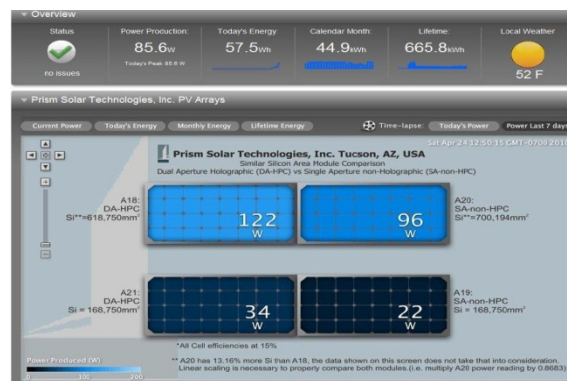 Overview
Status
Power Production:
Today's Energy
Calendar Month:
Lifetime:
Local Weather
85.6w
57.5wh
44.9kwh
665.8kwh
Today's Peak 85.6 W
no issues
52 F
Prism Solar Technologies, Inc. PV Arrays
Current Power
Today's Energy
Monthly Energy
Lifetime Energy
Time-lapse:
Today's Power
Power Last 7 days
Sat Apr 24 12:50:15 GMT-0700 2010
Prism Solar Technologies, Inc. Tucson, AZ, USA
Similar Silicon Area Module Comparison
Dual Aperture Holographic (DA-HPC) vs Single Aperture non-Holographic (SA-non-HPC)
A18:
DA-HPC
Si**=618,750mm²
122
W
96
W
A20:
SA-non-HPC
Si**=700,194mm²
A21:
DA-HPC
Si = 168,750mm²
34
W
22
W
A19:
SA-non-HPC
Si = 168,750mm²
*All Cell efficiencies at 15%
** A20 has 13.16% more Si than A18, the data shown on this screen does not take that into consideration.
Linear scaling is necessary to properly compare both modules.(i.e. multiply A20 power reading by 0.8683)
Power Produced (W)
0 100 200